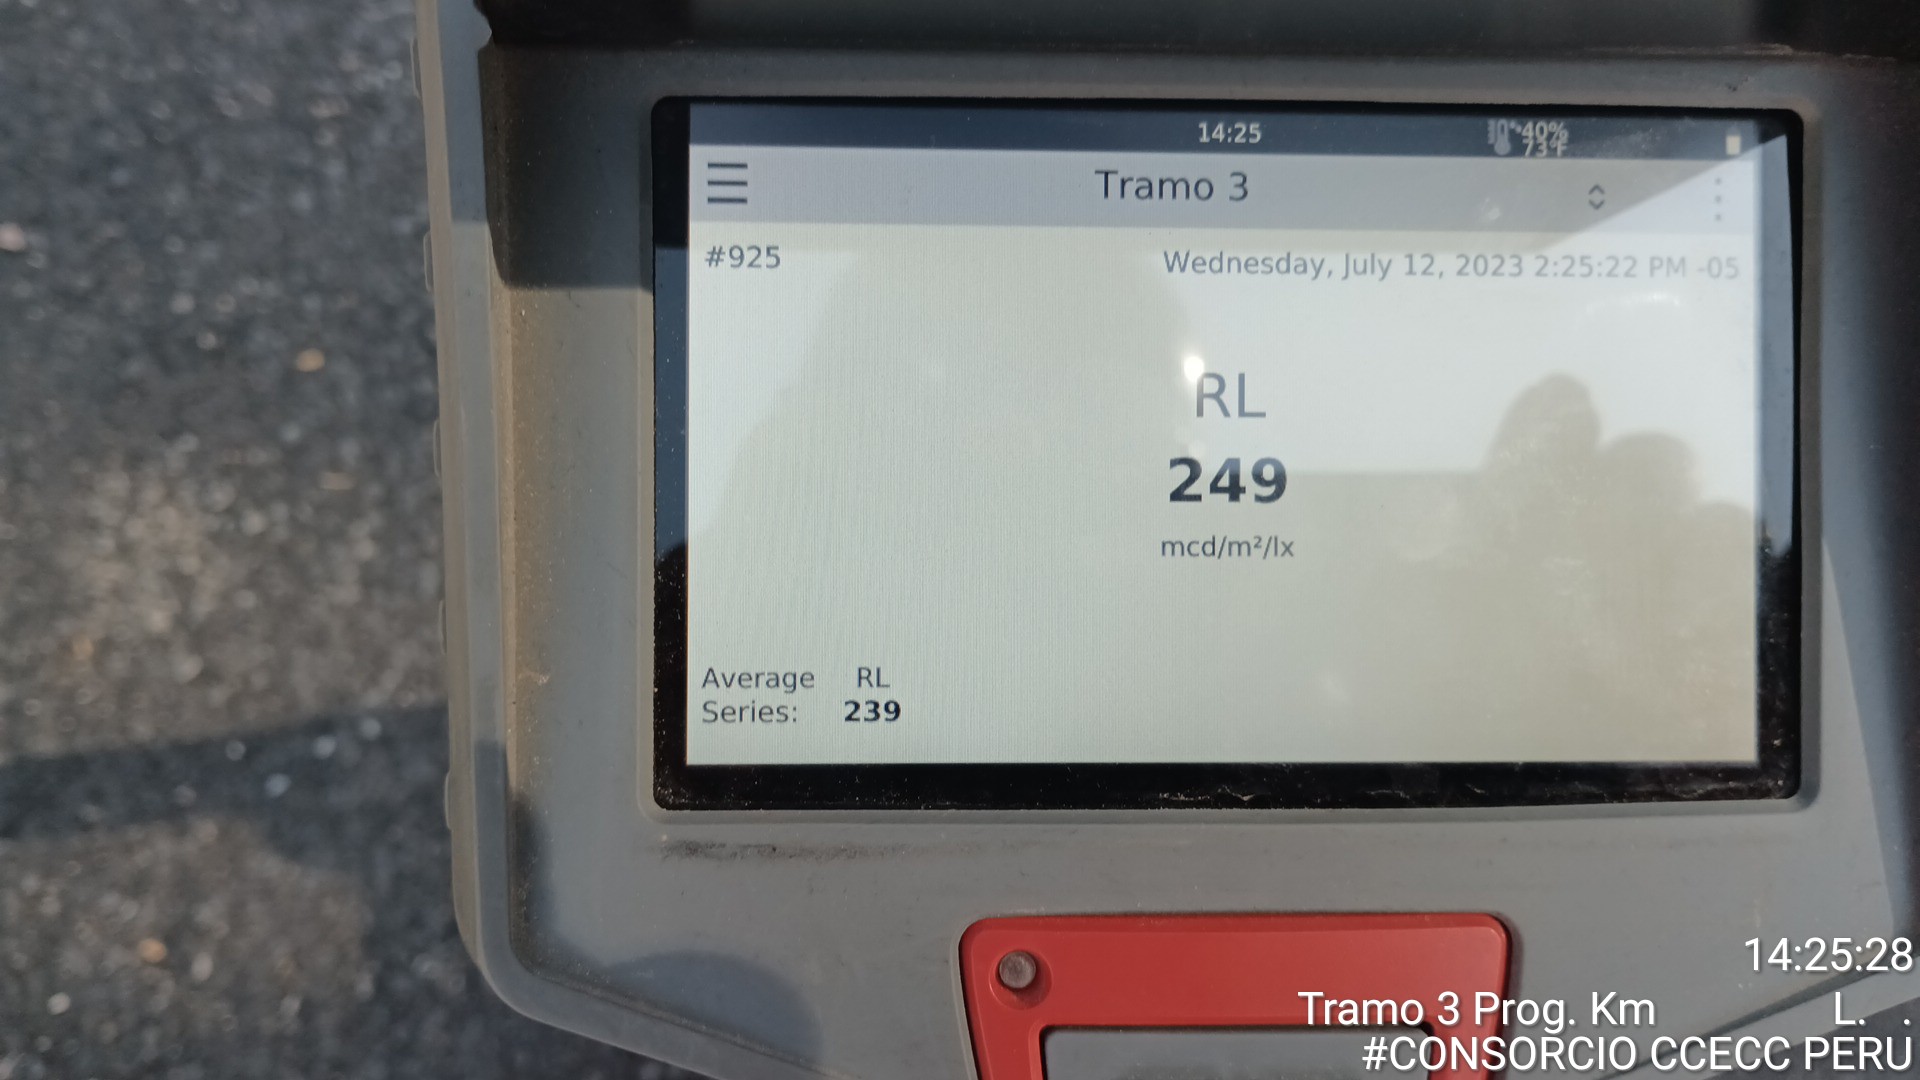 14:25
40%
73°F
Tramo 3
#925
Wednesday, July 12, 2023 2:25:22 PM -05
RL
249
mcd/m²/lx
Average RL
Series: 239
14:25:28
Tramo 3 Prog. Km L. .
#CONSORCIO CCECC PERU